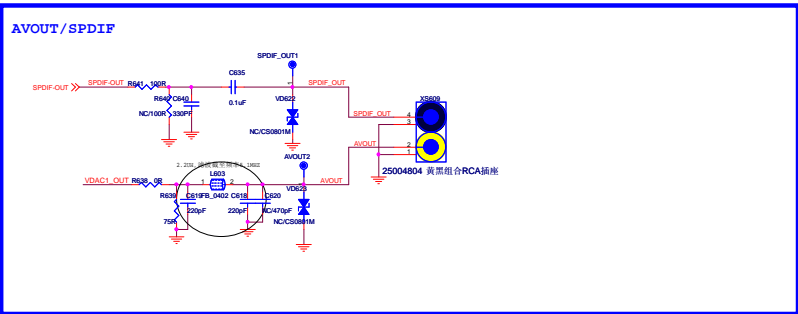 AVOUT/SPDIF
SPDIF_OUT1
C635
SPDIF-OUT
SPDIF-OUT
R641
100R
SPDIF_OUT
1
0.1uF
R640
C640
NC/100R
330PF
VD622
NC/CS0801M
XS609
SPDIF_OUT
4
3
AVOUT
2
1
25004804 黄黑组合RCA插座
AVOUT2
L603
VDAC1_OUT
R638
0R
1
2
AVOUT
VD623
R639
C619
FB_0402
C618
C620
220pF
220pF
NC/470pF
75R
NC/CS0801M